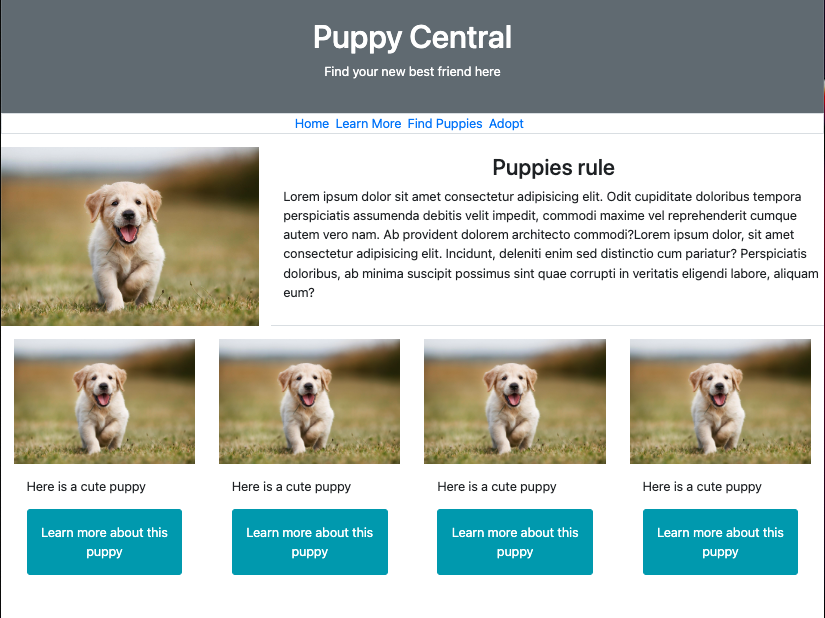 Puppy Central
Find your new best friend here
Home Learn More Find Puppies Adopt
Puppies rule
Lorem ipsum dolor sit amet consectetur adipisicing elit. Odit cupiditate doloribus tempora
perspiciatis assumenda debitis velit impedit, commodi maxime vel reprehenderit cumque
autem vero nam. Ab provident dolorem architecto commodi?Lorem ipsum dolor, sit amet
consectetur adipisicing elit. Incidunt, deleniti enim sed distinctio cum pariatur? Perspiciatis
doloribus, ab minima suscipit possimus sint quae corrupti in veritatis eligendi labore, aliquam
eum?
Here is a cute puppy
Learn more about this
puppy
Here is a cute puppy
Learn more about this
puppy
Here is a cute puppy
Learn more about this
puppy
Here is a cute puppy
Learn more about this
puppy